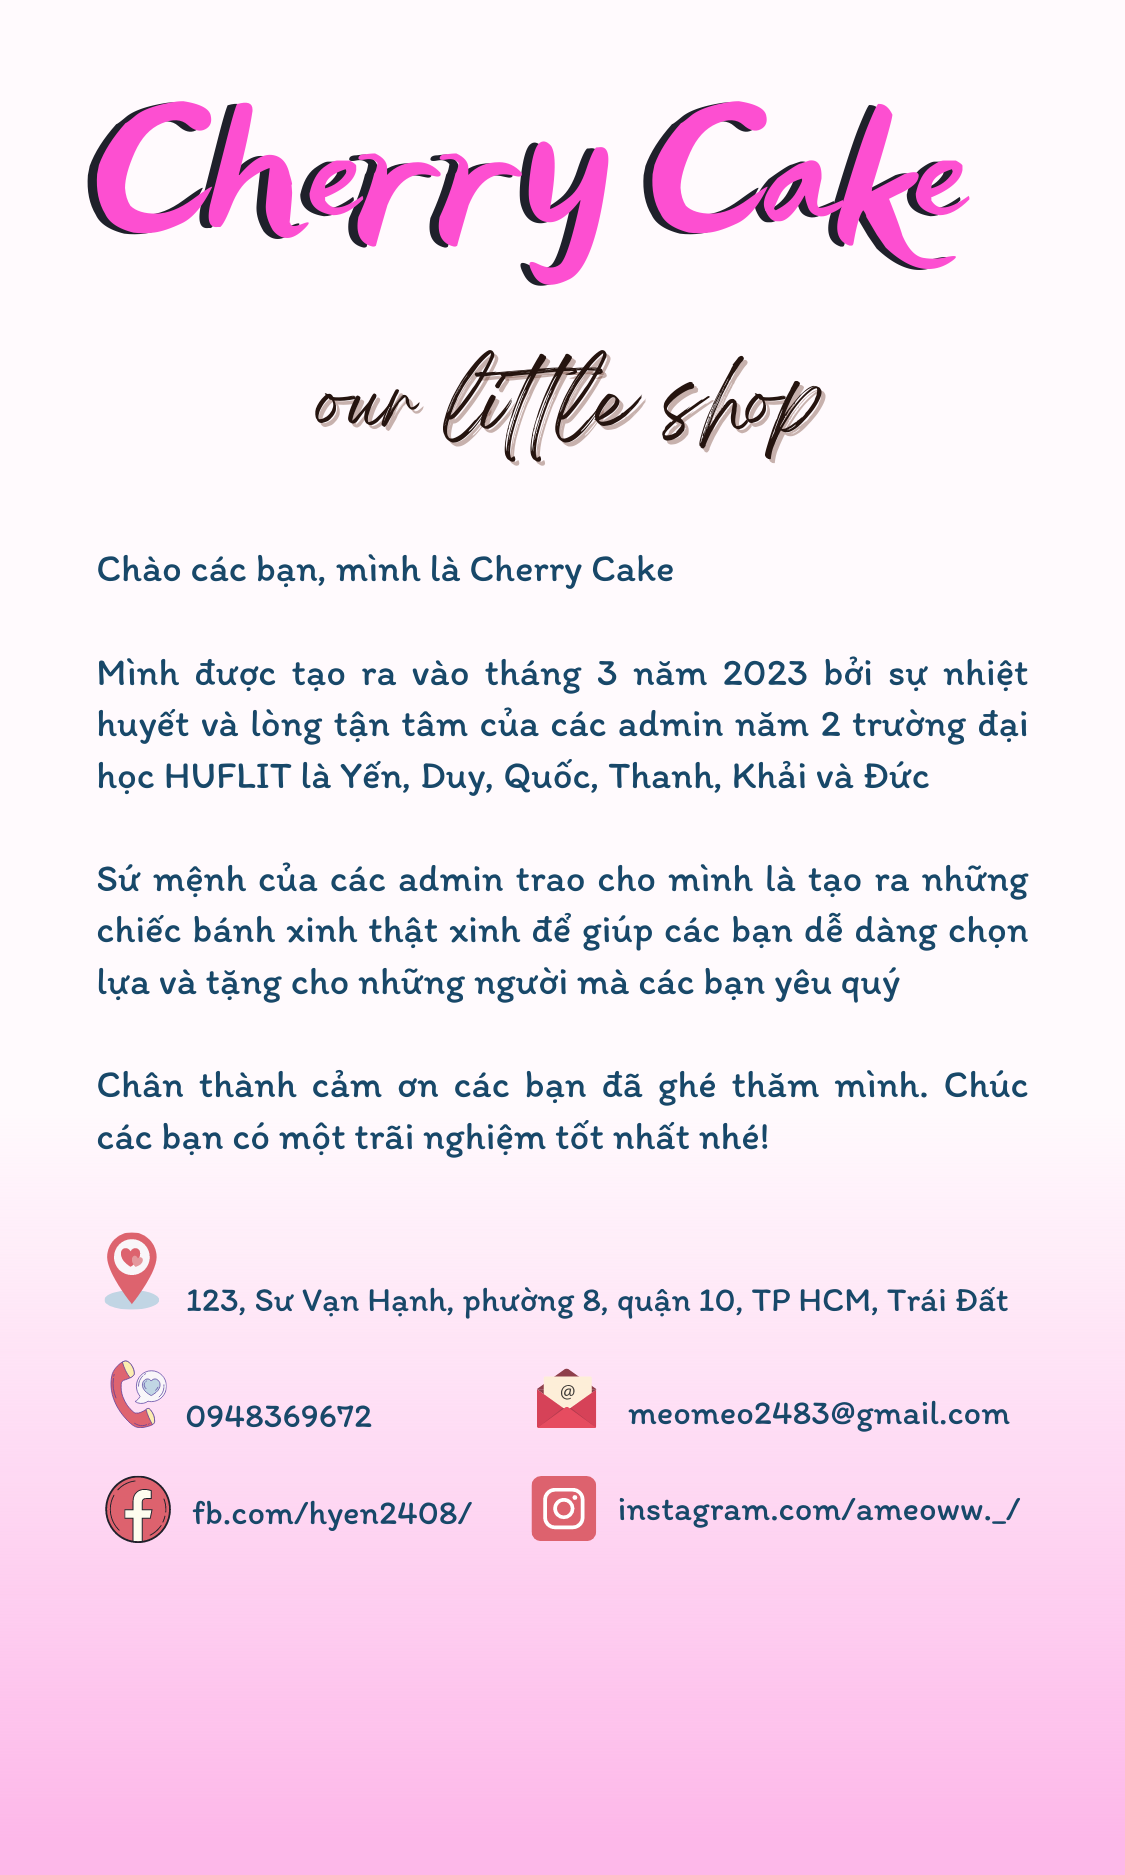 Cherry Cake
our little shop
Chào các bạn, mình là Cherry Cake
Mình được tạo ra vào tháng 3 năm 2023 bởi sự nhiệt
huyết và lòng tận tâm của các admin năm 2 trường đại
học HUFLIT là Yến, Duy, Quốc, Thanh, Khải và Đức
Sứ mệnh của các admin trao cho mình là tạo ra những
chiếc bánh xinh thật xinh để giúp các bạn dễ dàng chọn
lựa và tặng cho những người mà các bạn yêu quý
Chân thành cảm ơn các bạn đã ghé thăm mình. Chúc
các bạn có một trãi nghiệm tốt nhất nhé!
123, Sư Vạn Hạnh, phường 8, quận 10, TP HCM, Trái Đất
0948369672
@
meomeo2483@gmail.com
fb.com/hyen2408/
instagram.com/ameoww._/